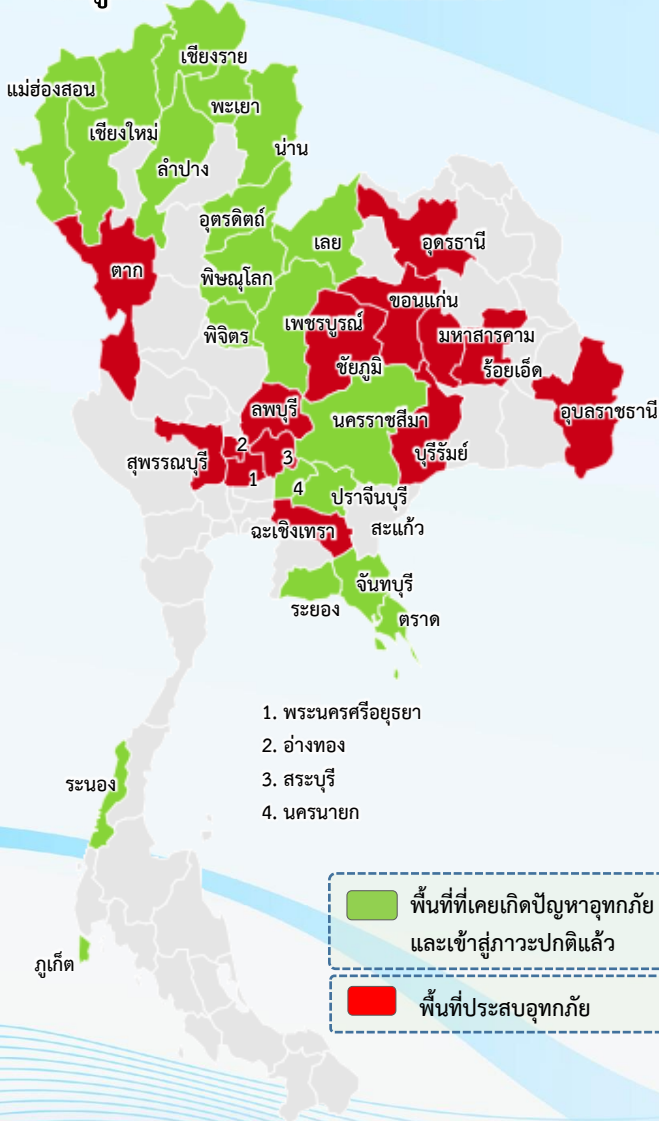 เชียงราย
แม่ฮ่องสอน
พะเยา
เชียงใหม่
น่าน
ลำปาง
อุตรดิตถ์
เลย
อุดรธานี
ตาก
พิษณุโลก
ขอนแก่น
เพชรบูรณ์
พิจิตร
มหาสารคาม
ชัยภูมิ
ร้อยเอ็ด
ลพบุรี
อุบลราชธานี
นครราชสีมา
2
บุรีรัมย์
3
สุพรรณบุรี
1
4
ปราจีนบุรี
ฉะเชิงเทรา
สะแก้ว
จันทบุรี
ระยอง
ตราด
1. พระนครศรีอยุธยา
2. อ่างทอง
3. สระบุรี
4. นครนายก
ระนอง
ภูเก็ต
พื้นที่ที่เคยเกิดปัญหาอุทกภัย
และเข้าสู่ภาวะปกติแล้ว
พื้นที่ประสบอุทกภัย